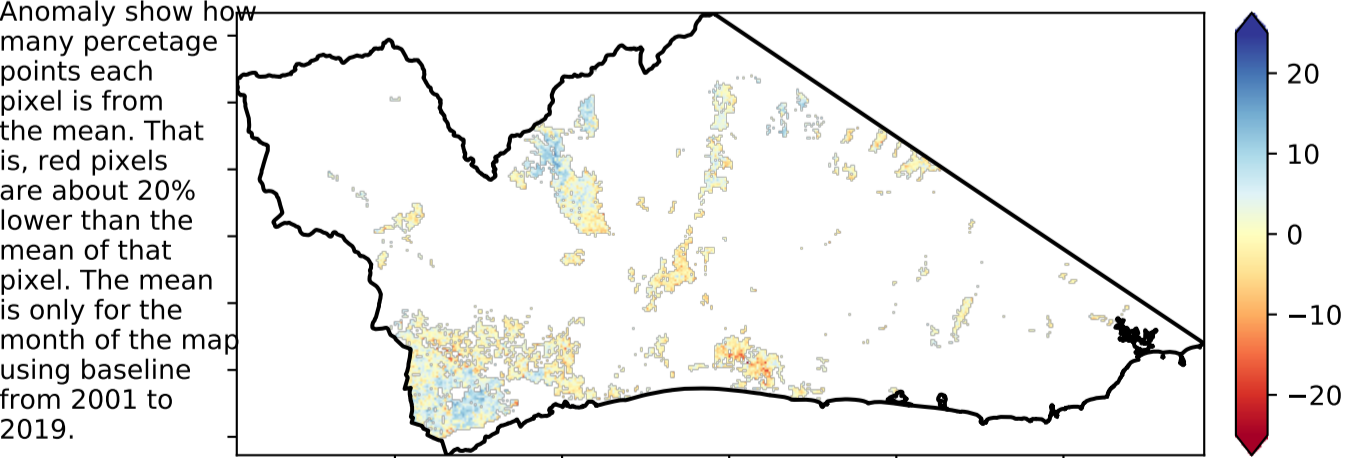 Anomaly show how
many percetage
points each
pixel is from
the mean. That
is, red pixels
are about 20%
lower than the
mean of that
pixel. The mean
is only for the
month of the map
using baseline
from 2001 to
2019.
20
10
0
−10
−20